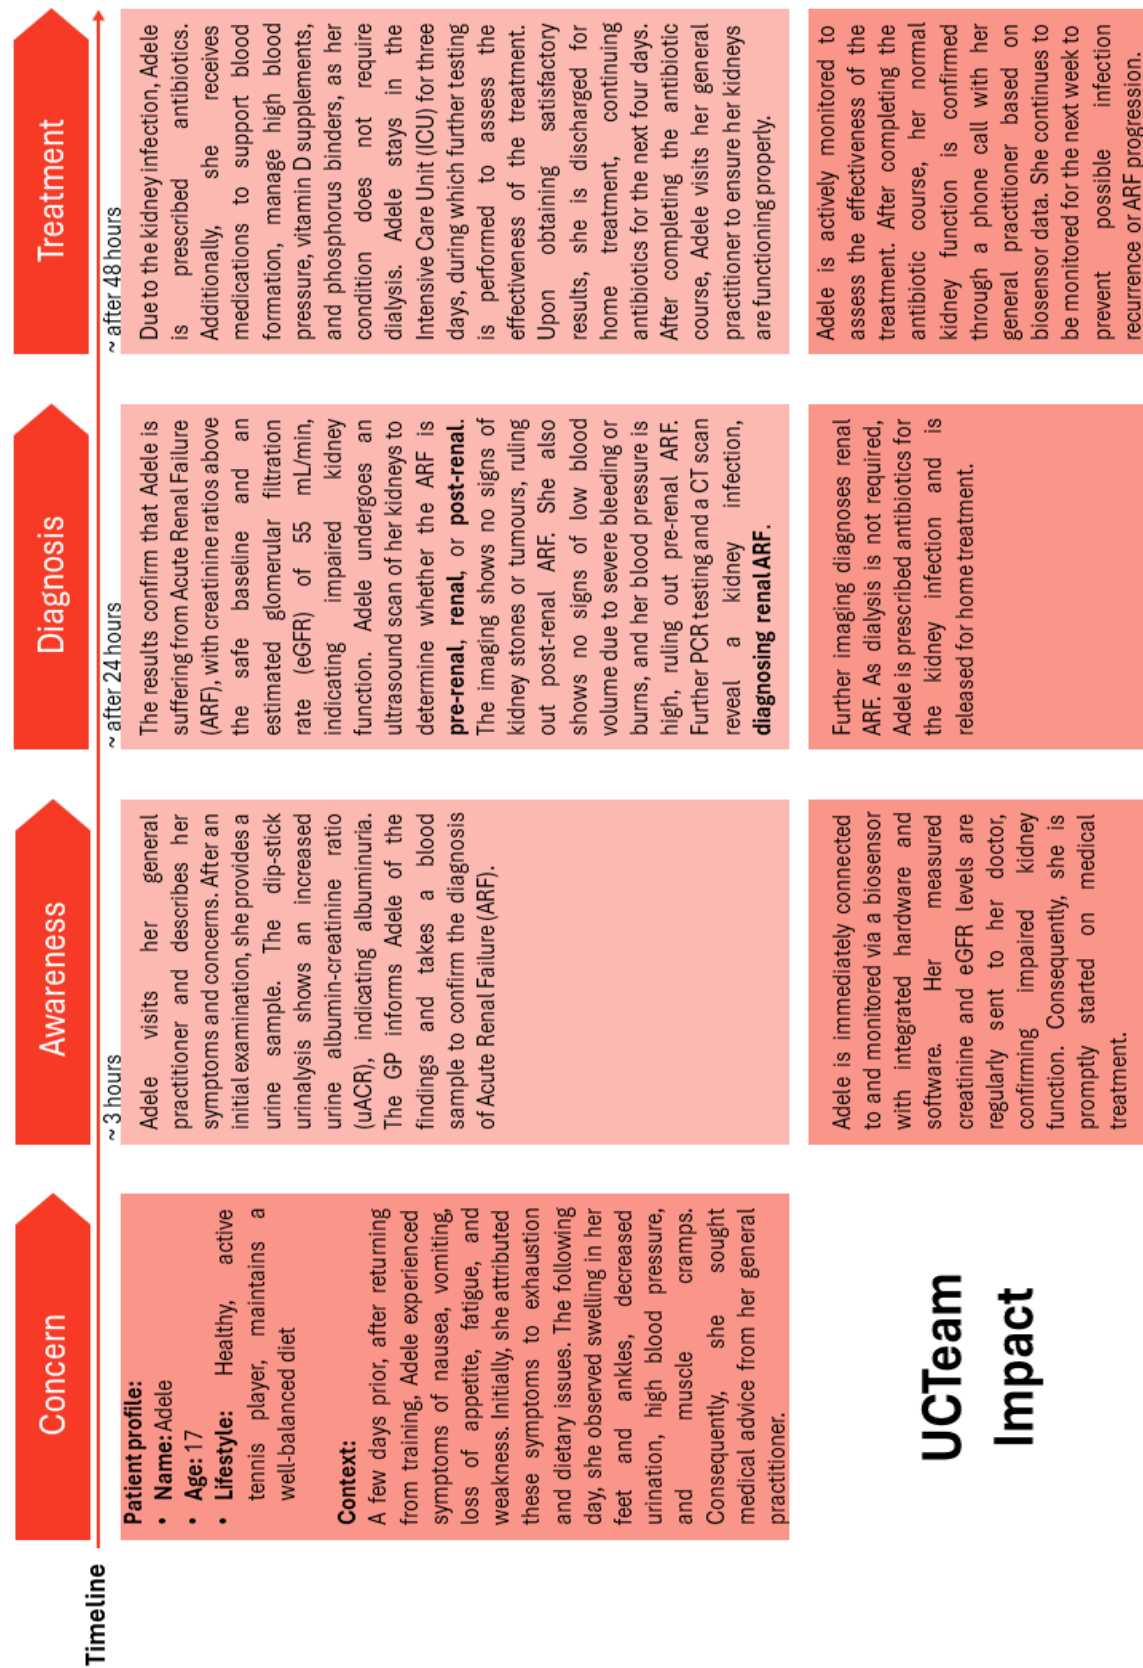 Concern
Awareness
Diagnosis
Treatment
Timeline
~ 3 hours
~ after 24 hours
~ after 48 hours
Patient profile:
• Name: Adele
• Age: 17
• Lifestyle: Healthy, active
tennis player, maintains a
well-balanced diet
Context:
A few days prior, after returning
from training, Adele experienced
symptoms of nausea, vomiting,
loss of appetite, fatigue, and
weakness. Initially, she attributed
these symptoms to exhaustion
and dietary issues. The following
day, she observed swelling in her
feet and ankles, decreased
urination, high blood pressure,
and muscle cramps.
Consequently, she sought
medical advice from her general
practitioner.
Adele visits her general
practitioner and describes her
symptoms and concerns. After an
initial examination, she provides a
urine sample. The dip-stick
urinalysis shows an increased
urine albumin-creatinine ratio
(uACR), indicating albuminuria.
The GP informs Adele of the
findings and takes a blood
sample to confirm the diagnosis
of Acute Renal Failure (ARF).
The results confirm that Adele is
suffering from Acute Renal Failure
(ARF), with creatinine ratios above
the safe baseline and an
estimated glomerular filtration
rate (eGFR) of 55 mL/min,
indicating impaired kidney
function. Adele undergoes an
ultrasound scan of her kidneys to
determine whether the ARF is
pre-renal, renal, or post-renal.
The imaging shows no signs of
kidney stones or tumours, ruling
out post-renal ARF. She also
shows no signs of low blood
volume due to severe bleeding or
burns, and her blood pressure is
high, ruling out pre-renal ARF.
Further PCR testing and a CT scan
reveal a kidney infection,
diagnosing renal ARF.
Due to the kidney infection, Adele
is prescribed antibiotics.
Additionally, she receives
medications to support blood
formation, manage high blood
pressure, vitamin D supplements,
and phosphorus binders, as her
condition does not require
dialysis. Adele stays in the
Intensive Care Unit (ICU) for three
days, during which further testing
is performed to assess the
effectiveness of the treatment.
Upon obtaining satisfactory
results, she is discharged for
home treatment, continuing
antibiotics for the next four days.
After completing the antibiotic
course, Adele visits her general
practitioner to ensure her kidneys
are functioning properly.
UCTeam
Impact
Adele is immediately connected
to and monitored via a biosensor
with integrated hardware and
software. Her measured
creatinine and eGFR levels are
regularly sent to her doctor,
confirming impaired kidney
function. Consequently, she is
promptly started on medical
treatment.
Further imaging diagnoses renal
ARF. As dialysis is not required,
Adele is prescribed antibiotics for
the kidney infection and is
released for home treatment.
Adele is actively monitored to
assess the effectiveness of the
treatment. After completing the
antibiotic course, her normal
kidney function is confirmed
through a phone call with her
general practitioner based on
biosensor data. She continues to
be monitored for the next week to
prevent possible infection
recurrence or ARF progression.